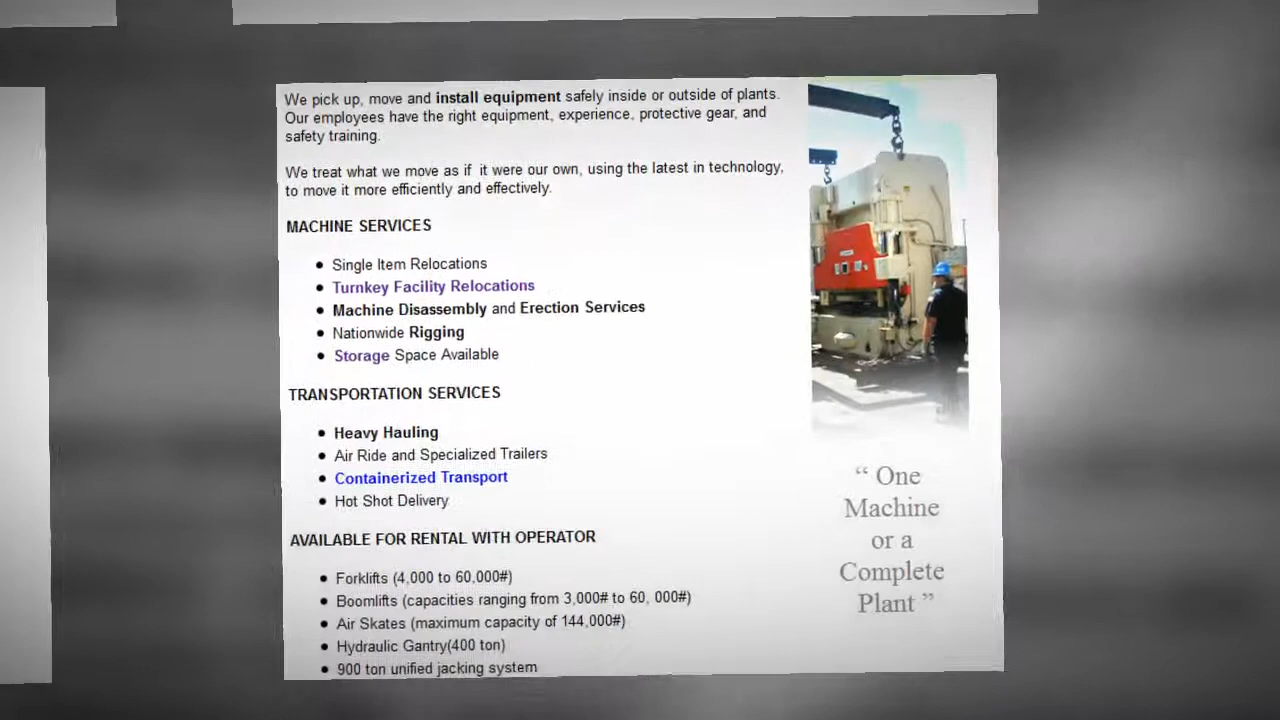 We pick up, move and install equipment safely inside or outside of plants.
Our employees have the right equipment, experience, protective gear, and
safety training.
We treat what we move as if it were our own, using the latest in technology,
to move it more efficiently and effectively.
MACHINE SERVICES
• Single Item Relocations
• Turnkey Facility Relocations
• Machine Disassembly and Erection Services
• Nationwide Rigging
• Storage Space Available
TRANSPORTATION SERVICES
• Heavy Hauling
• Air Ride and Specialized Trailers
• Containerized Transport
• Hot Shot Delivery
AVAILABLE FOR RENTAL WITH OPERATOR
• Forklifts (4,000 to 60,000#)
• Boomlifts (capacities ranging from 3,000# to 60, 000#)
• Air Skates (maximum capacity of 144,000#)
• Hydraulic Gantry(400 ton)
• 900 ton unified jacking system
“ One
Machine
or a
Complete
Plant ”